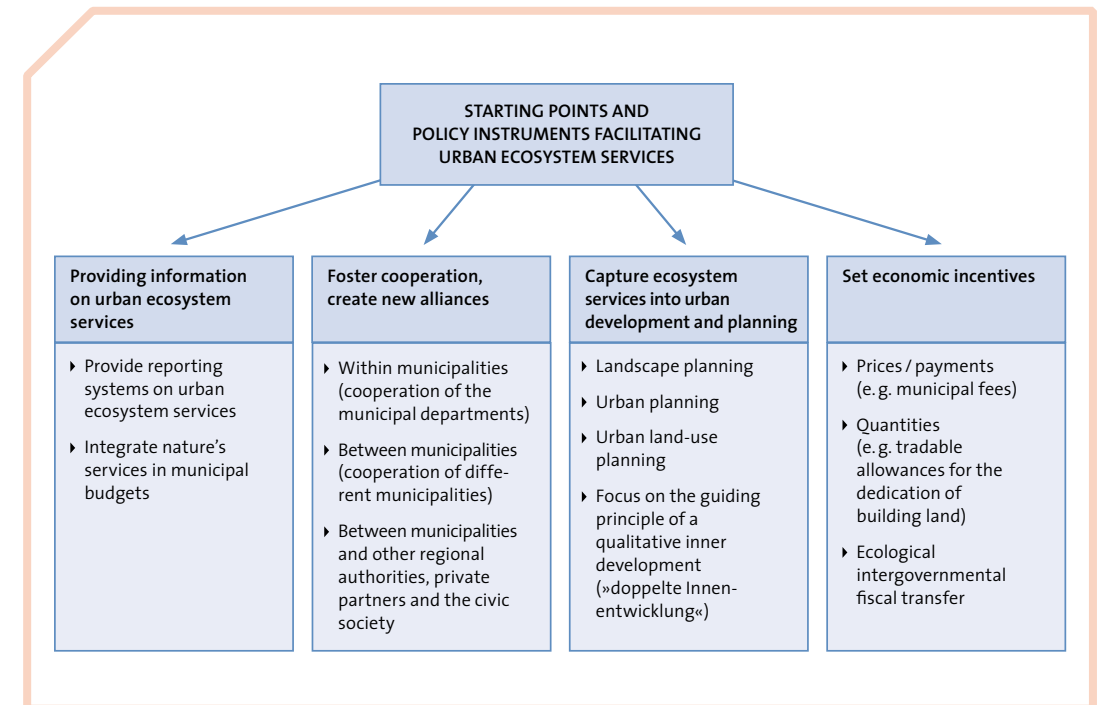 STARTING POINTS AND
POLICY INSTRUMENTS FACILITATING
URBAN ECOSYSTEM SERVICES
Providing information
on urban ecosystem
services
‣ Provide reporting
systems on urban
ecosystem services
‣ Integrate nature’s
services in municipal
budgets
Foster cooperation,
create new alliances
‣ Within municipalities
(cooperation of the
municipal departments)
‣ Between municipalities
(cooperation of diffe-
rent municipalities)
‣ Between municipalities
and other regional
authorities, private
partners and the civic
society
Capture ecosystem
services into urban
development and planning
‣ Landscape planning
‣ Urban planning
‣ Urban land-use
planning
‣ Focus on the guiding
principle of a
qualitative inner
development
(»doppelte Innen-
entwicklung«)
Set economic incentives
‣ Prices / payments
(e. g. municipal fees)
‣ Quantities
(e. g. tradable
allowances for the
dedication of
building land)
‣ Ecological
intergovernmental
fiscal transfer